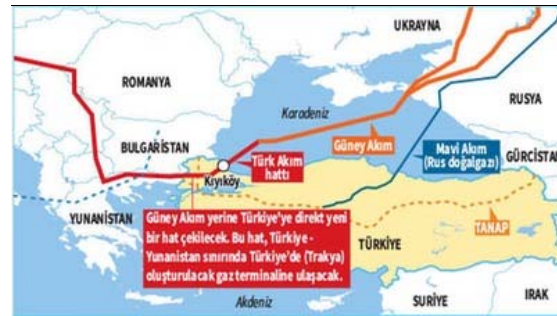 UKRAYNA
ROMANYA
RUSYA
Karadeniz
BULGARİSTAN
Güney Akım
Mavi Akım
(Rus doğalgazı)
GÜRCİSTAN
Türk Akım
hattı
Kıyıköy
YUNANİSTAN
Güney Akım yerine Türkiye'ye direkt yeni
bir hat çekilecek. Bu hat, Türkiye -
Yunanistan sınırında Türkiye'de (Trakya)
oluşturulacak gaz terminaline ulaşacak.
TANAP
TÜRKİYE
Akdeniz
SURİYE
IRAK